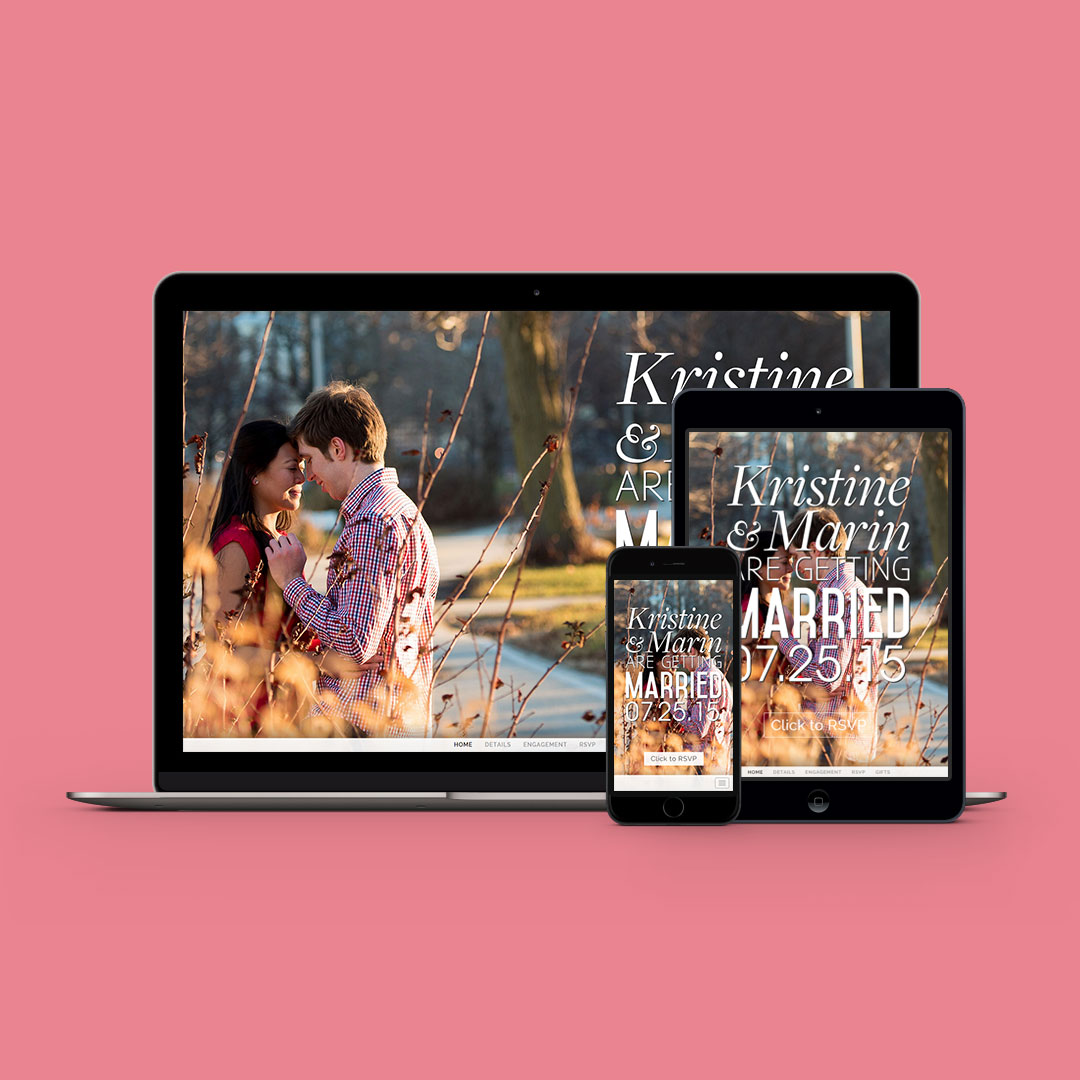 Kristine
&
ARE
HOME DETAILS ENGAGEMENT RSVP
Kristine
& Marin
ARE GETTING
MARRIED
07.25.15
Click to RSVP
HOME DETAILS ENGAGEMENT RSVP GIFTS
Kristine
& Marin
ARE GETTING
MARRIED
07.25.15
Click to RSVP